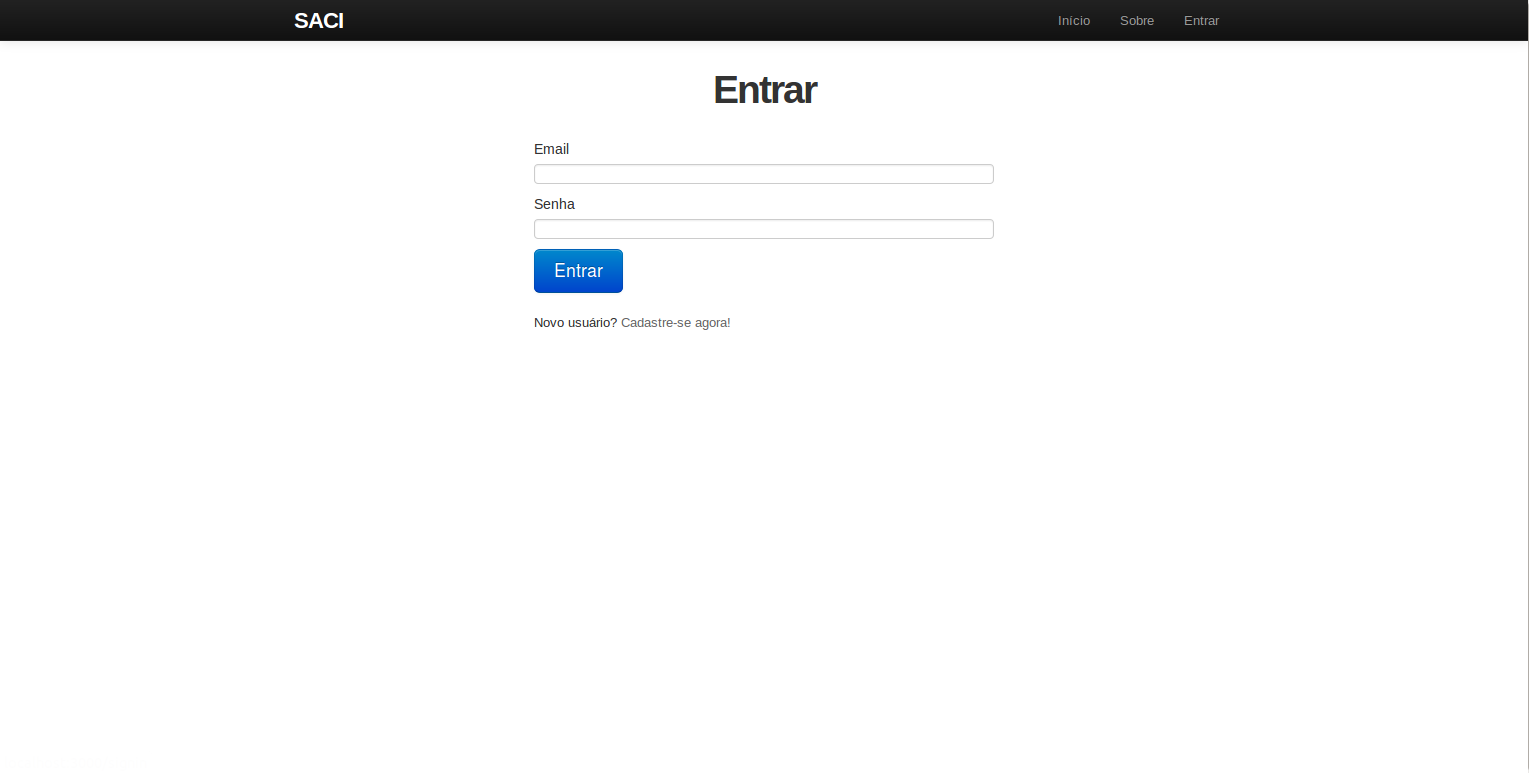 SACI Início Sobre Entrar
Entrar
Email
Senha
Entrar
Novo usuário? Cadastre-se agora!